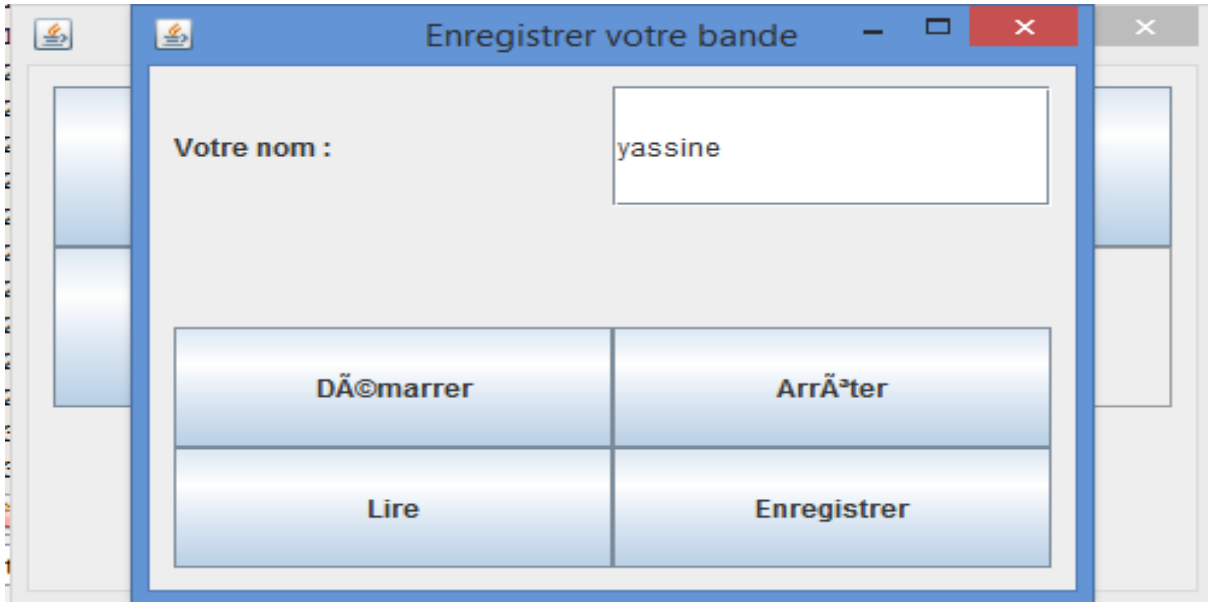 Enregistrer votre bande
Votre nom :
yassine
DÃ©marrer
ArrÃªter
Lire
Enregistrer